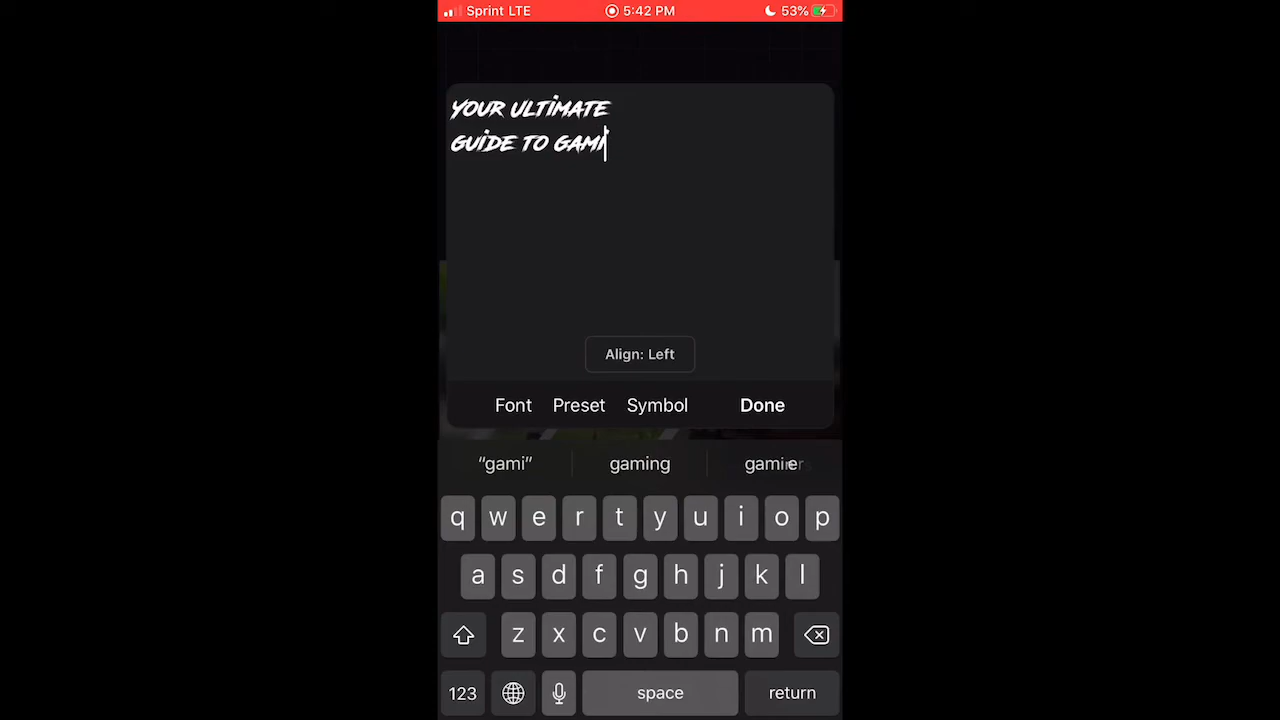 Sprint LTE 5:42 PM 53%
YOUR ULTIMATE
GUIDE TO GAMI
Align: Left
Font Preset Symbol Done
“gami” gaming
q w e r t y u i o p
a s d f g h j k l
z x c v b n m
123 space return